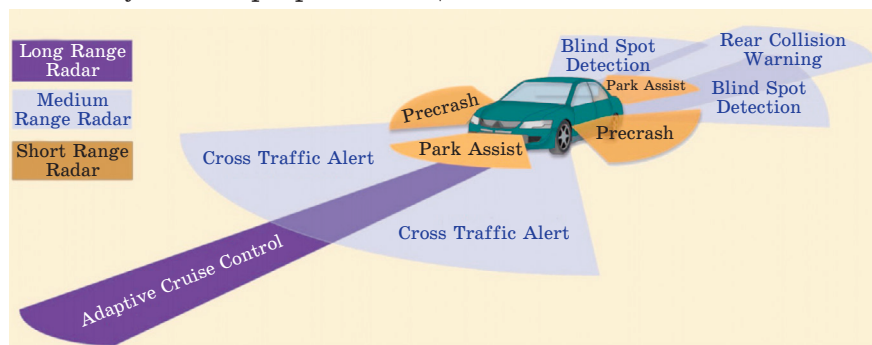 Long Range
Radar
Medium
Range Radar
Short Range
Radar
Blind Spot
Detection
Rear Collision
Warning
Park Assist
Blind Spot
Detection
Precrash
Precrash
Park Assist
Cross Traffic Alert
Cross Traffic Alert
Adaptive Cruise Control